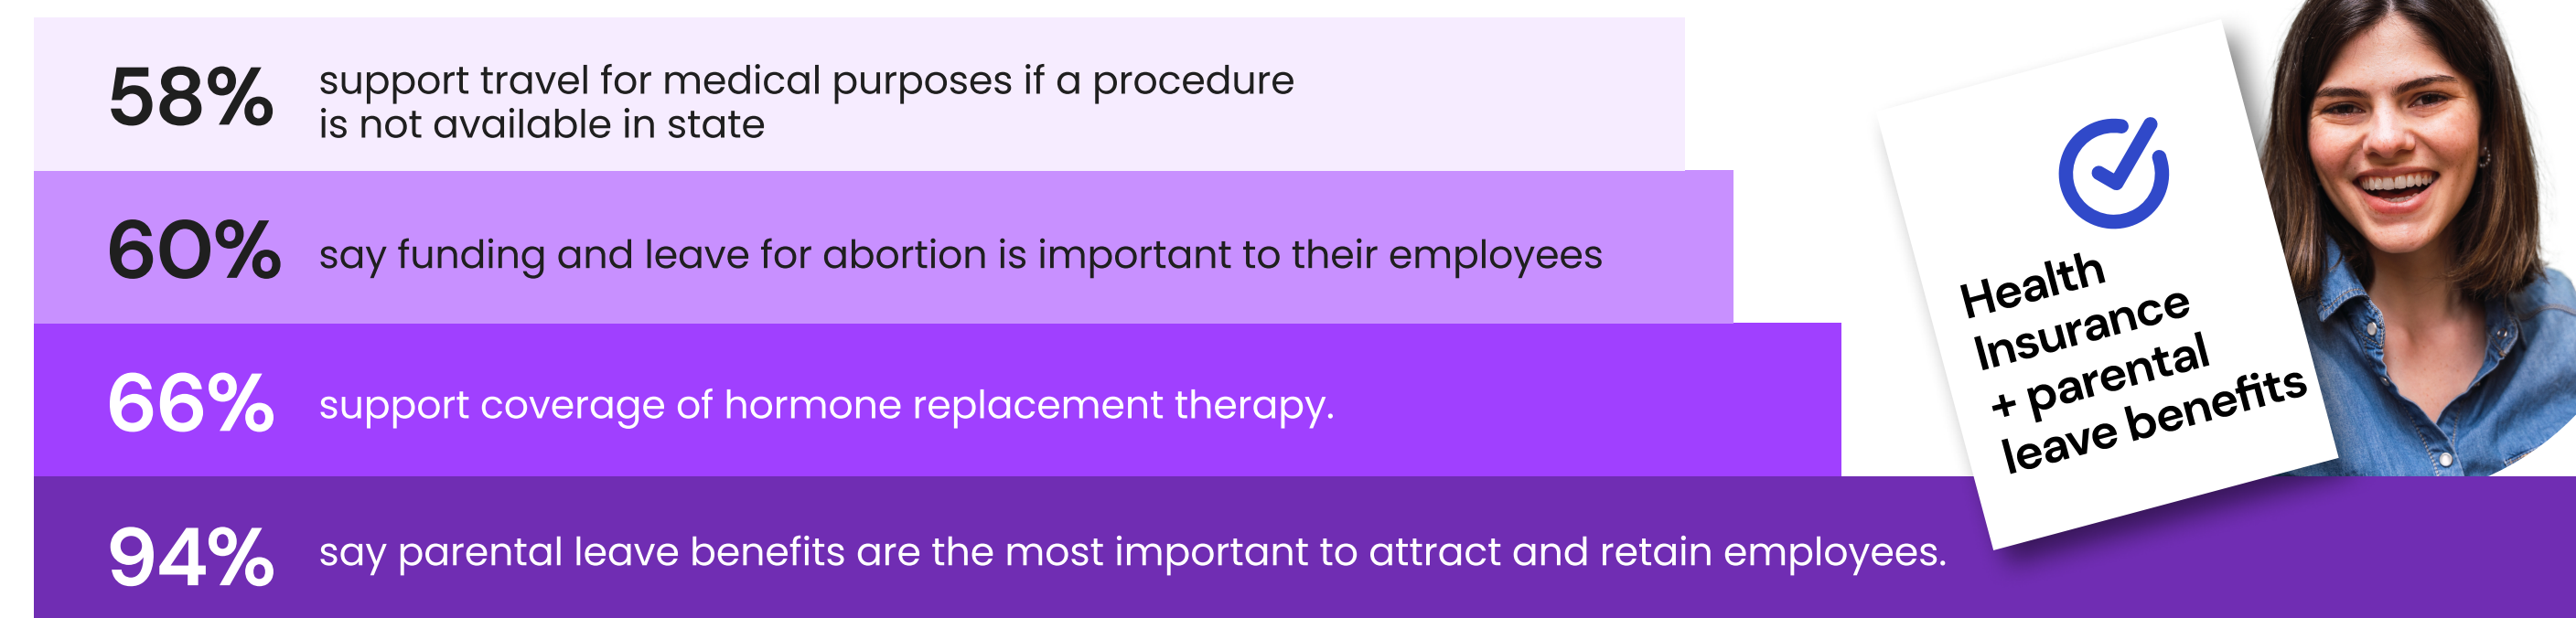 58%
support travel for medical purposes if a procedure
is not available in state
60%
say funding and leave for abortion is important to their employees
66%
support coverage of hormone replacement therapy.
94%
say parental leave benefits are the most important to attract and retain employees.
Health
Insurance
+ parental
leave benefits